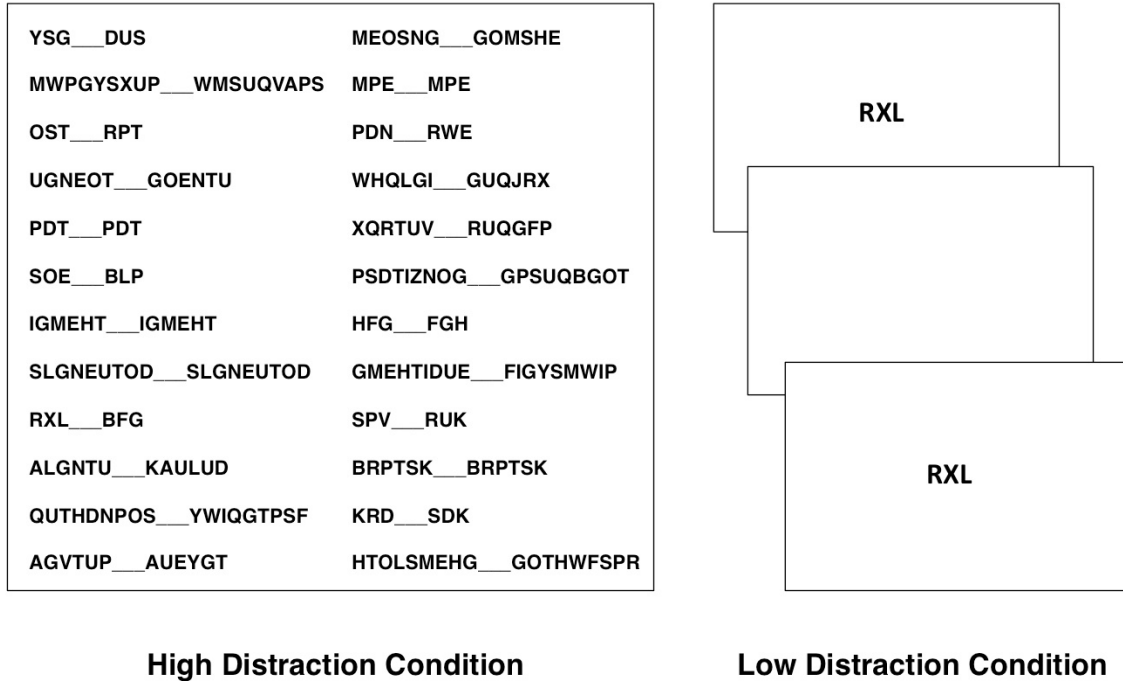 YSG___DUS
MWPGYSXUP___WMSUQVAPS
OST___RPT
UGNEOT___GOENTU
PDT___PDT
SOE___BLP
IGMEHT___IGMEHT
SLGNEUTOD___SLGNEUTOD
RXL___BFG
ALGNTU___KAULUD
QUTHDNPOS___YWIQGTPSF
AGVTUP___AUEYGT
MEOSNG___GOMSHE
MPE___MPE
PDN___RWE
WHQLGI___GUQJRX
XQRTUV___RUQGFP
PSDTIZNOG___GPSUQBGOT
HFG___FGH
GMEHTIDUE___FIGYSMWIP
SPV___RUK
BRPTSK___BRPTSK
KRD___SDK
HTOLSMEHG___GOTHWFSPR
High Distraction Condition
RXL
RXL
Low Distraction Condition